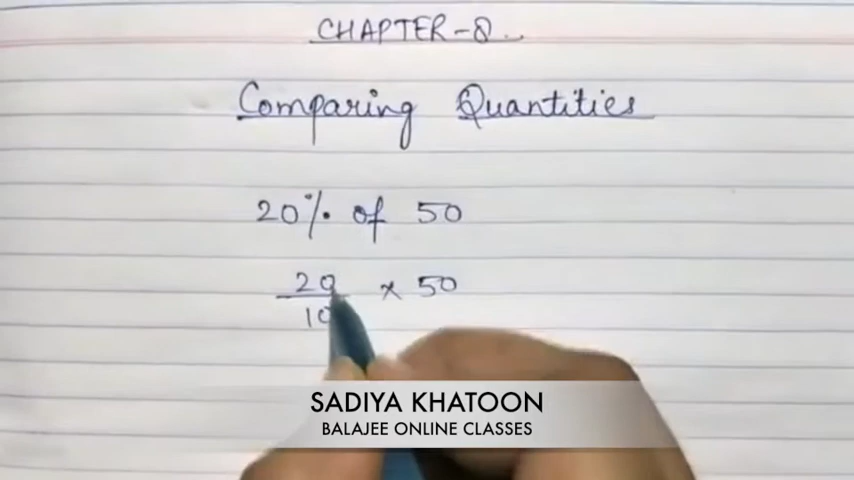 CHAPTER-8.
Comparing Quantities
20% of 50
20 × 50
10
SADIYA KHATOON
BALAJEE ONLINE CLASSES